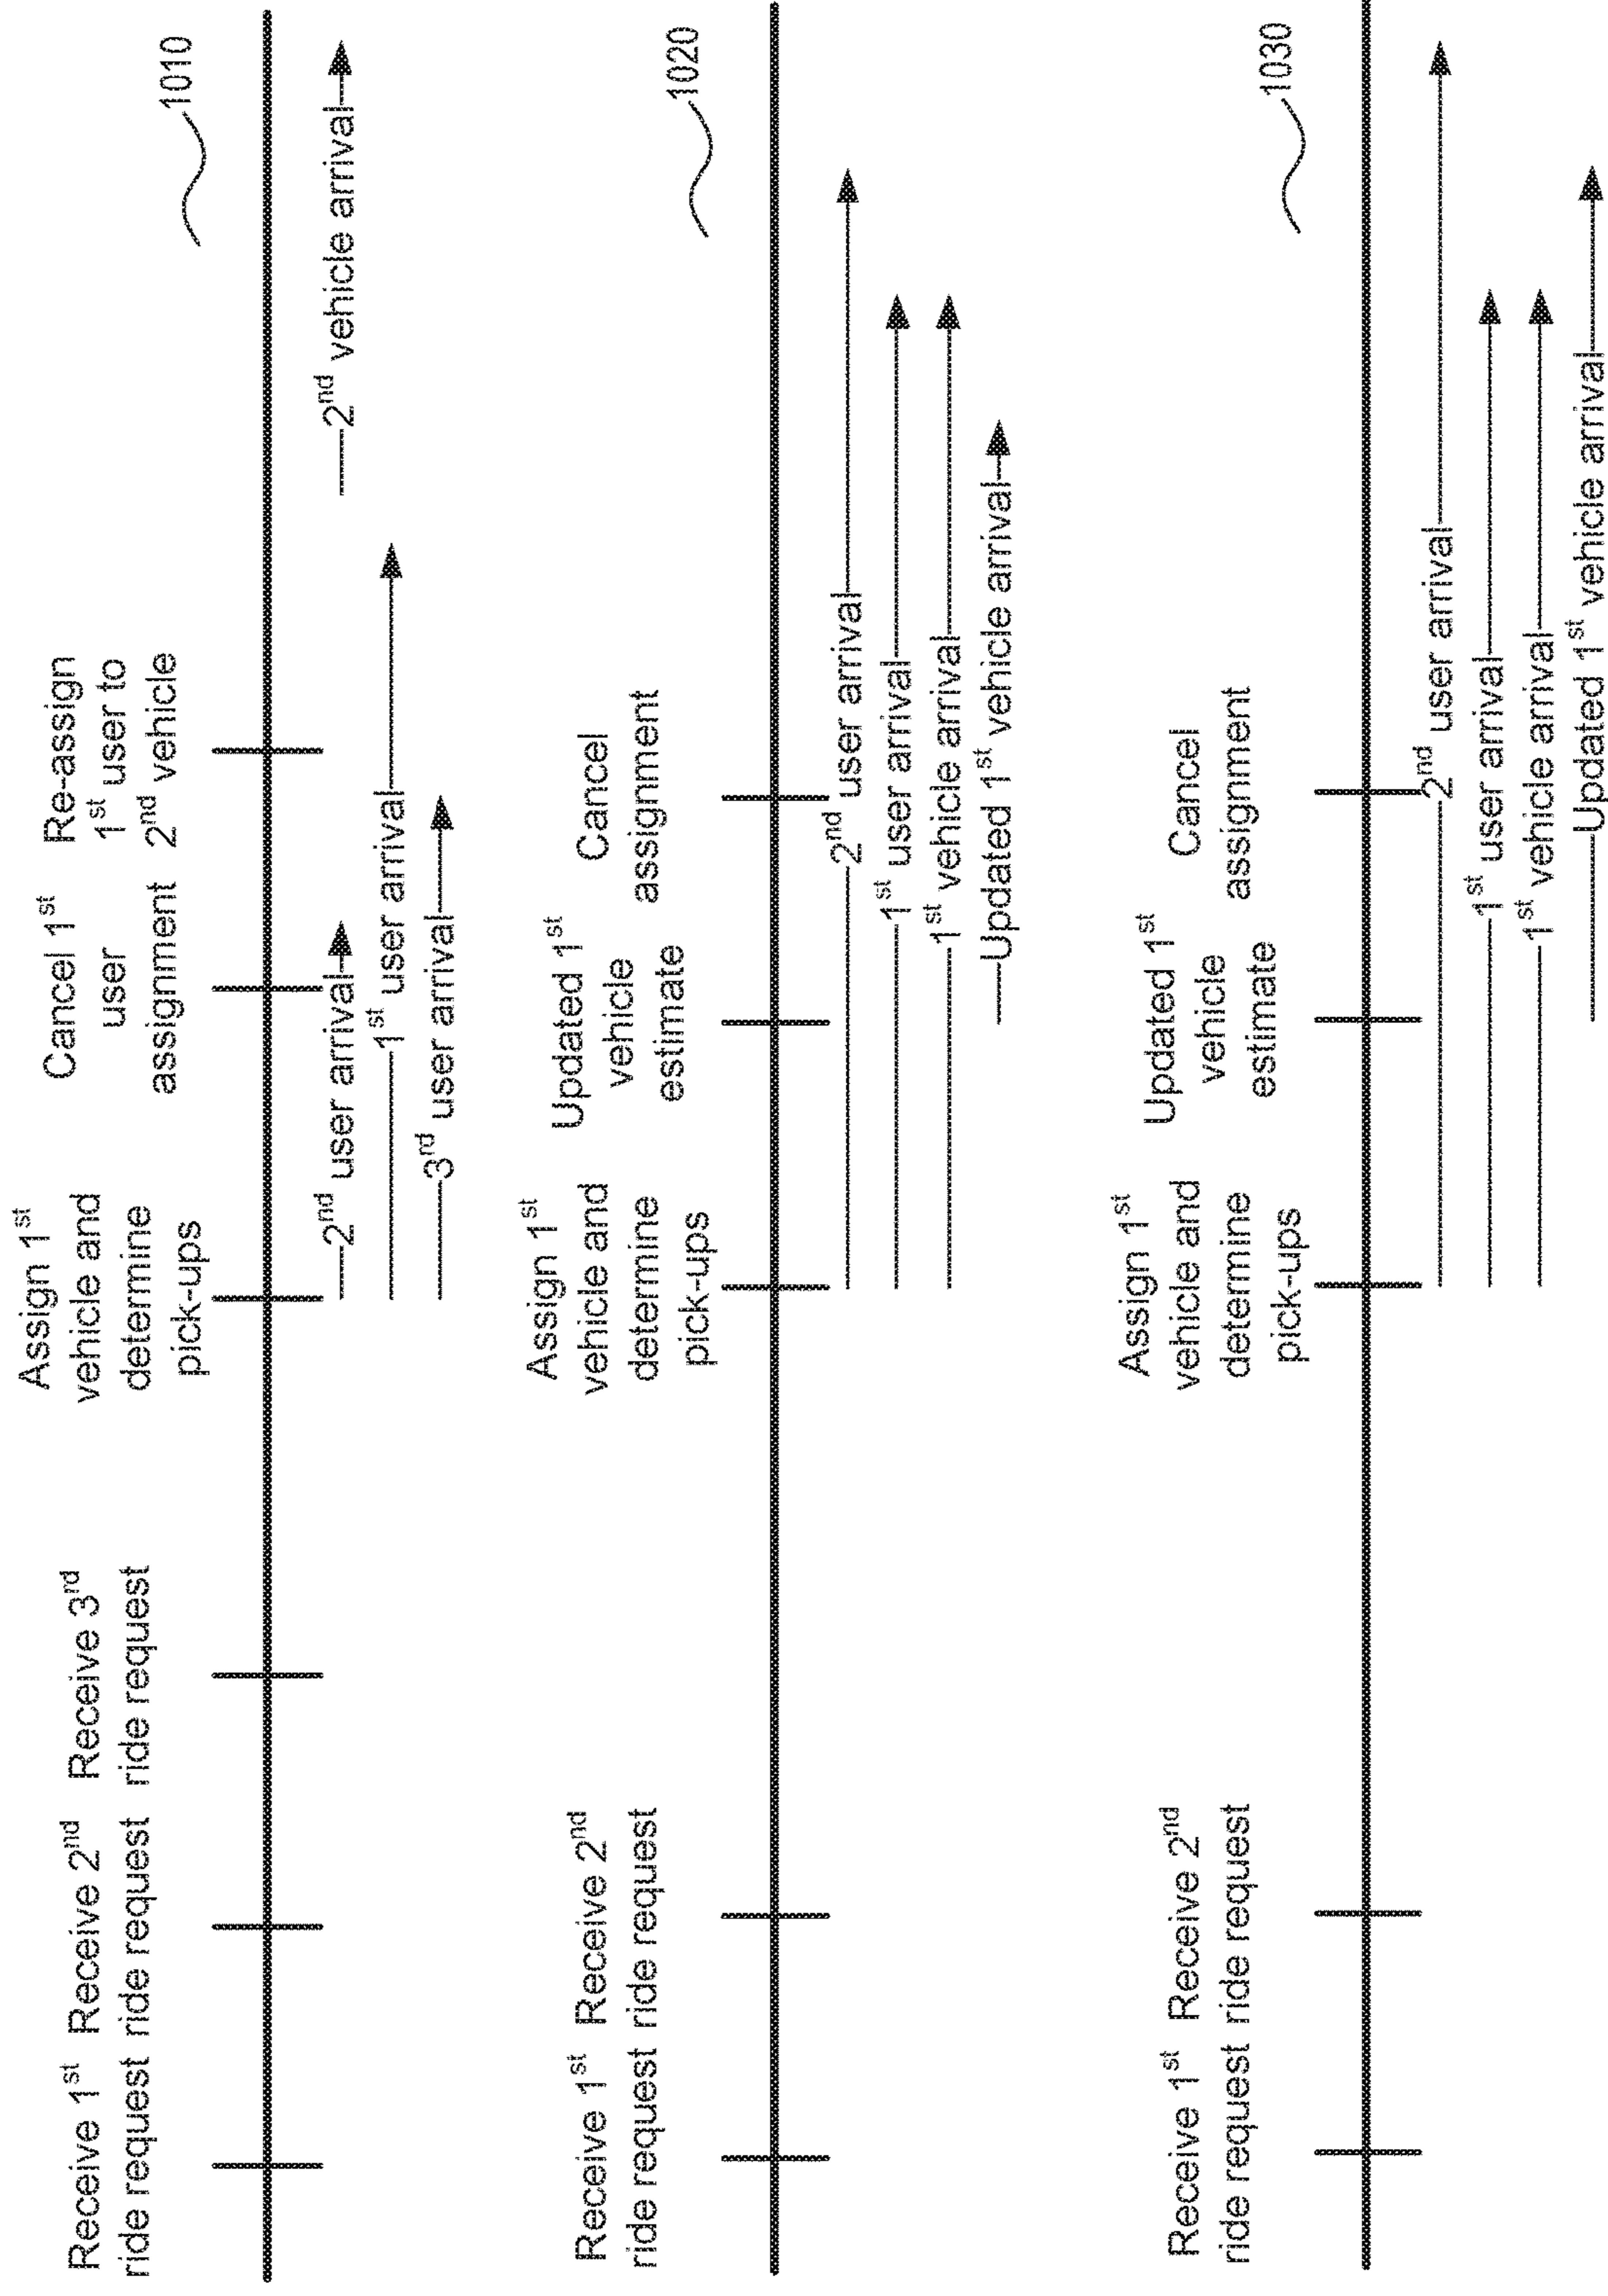 1010
Receive 1st
ride request
Receive 2nd
ride request
Receive 3rd
ride request
Assign 1st
vehicle and
determine
pick-ups
Cancel 1st
user
assignment
Re-assign
1st user to
2nd vehicle
2nd user arrival
2nd vehicle arrival
1st user arrival
3rd user arrival
1020
Receive 1st
ride request
Receive 2nd
ride request
Assign 1st
vehicle and
determine
pick-ups
Updated 1st
vehicle
estimate
Cancel
assignment
2nd user arrival
1st user arrival
1st vehicle arrival
Updated 1st vehicle arrival
1030
Receive 1st
ride request
Receive 2nd
ride request
Assign 1st
vehicle and
determine
pick-ups
Updated 1st
vehicle
estimate
Cancel
assignment
2nd user arrival
1st user arrival
1st vehicle arrival
Updated 1st vehicle arrival